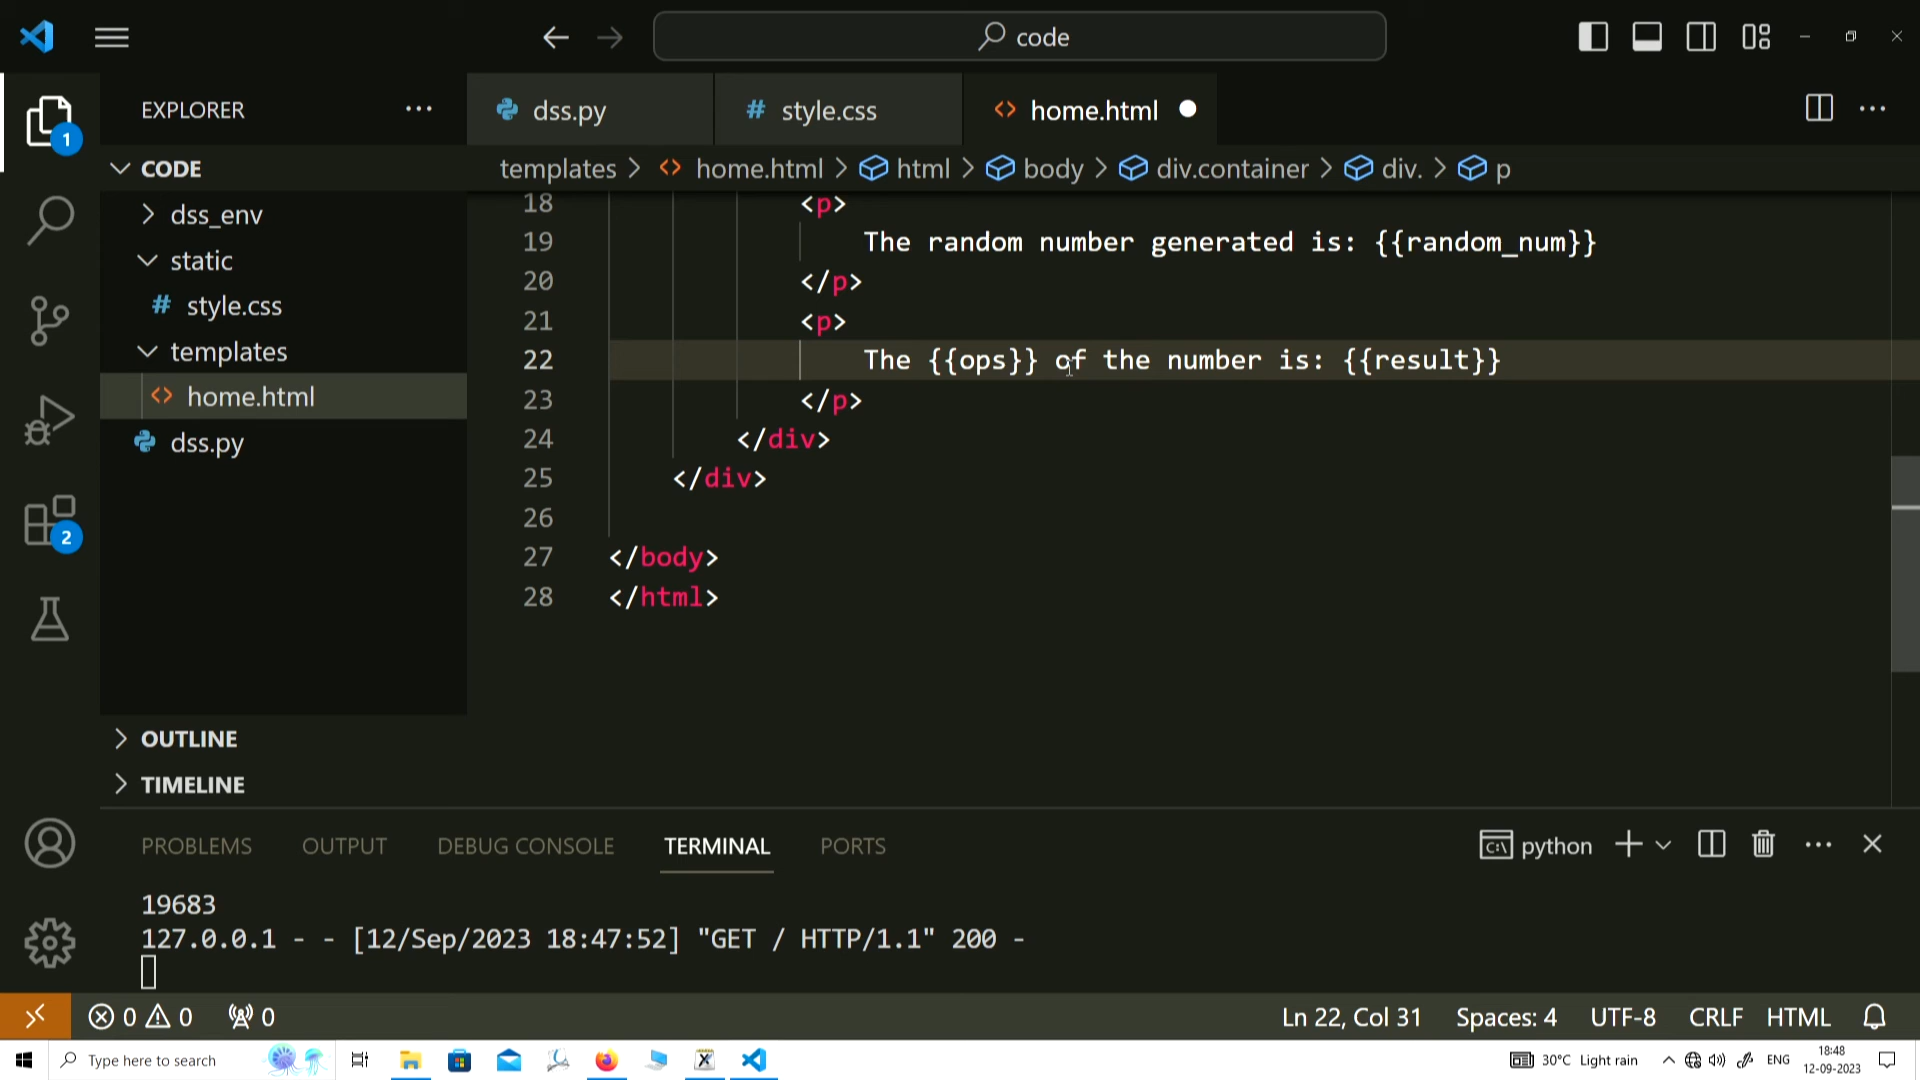 code
EXPLORER
dss.py
style.css
home.html
1
CODE
templates > home.html > html > body > div.container > div. > p
dss_env
static
style.css
templates
home.html
dss.py
18 <p>
19 The random number generated is: {{random_num}}
20 </p>
21 <p>
22 The {{ops}} of the number is: {{result}}
23 </p>
24 </div>
25 </div>
26
27 </body>
28 </html>
2
OUTLINE
TIMELINE
PROBLEMS OUTPUT DEBUG CONSOLE TERMINAL PORTS
python
19683
127.0.0.1 - - [12/Sep/2023 18:47:52] "GET / HTTP/1.1" 200 -
0 0 0
Ln 22, Col 31 Spaces: 4 UTF-8 CRLF HTML
Type here to search
30°C Light rain
ENG
18:48
12-09-2023